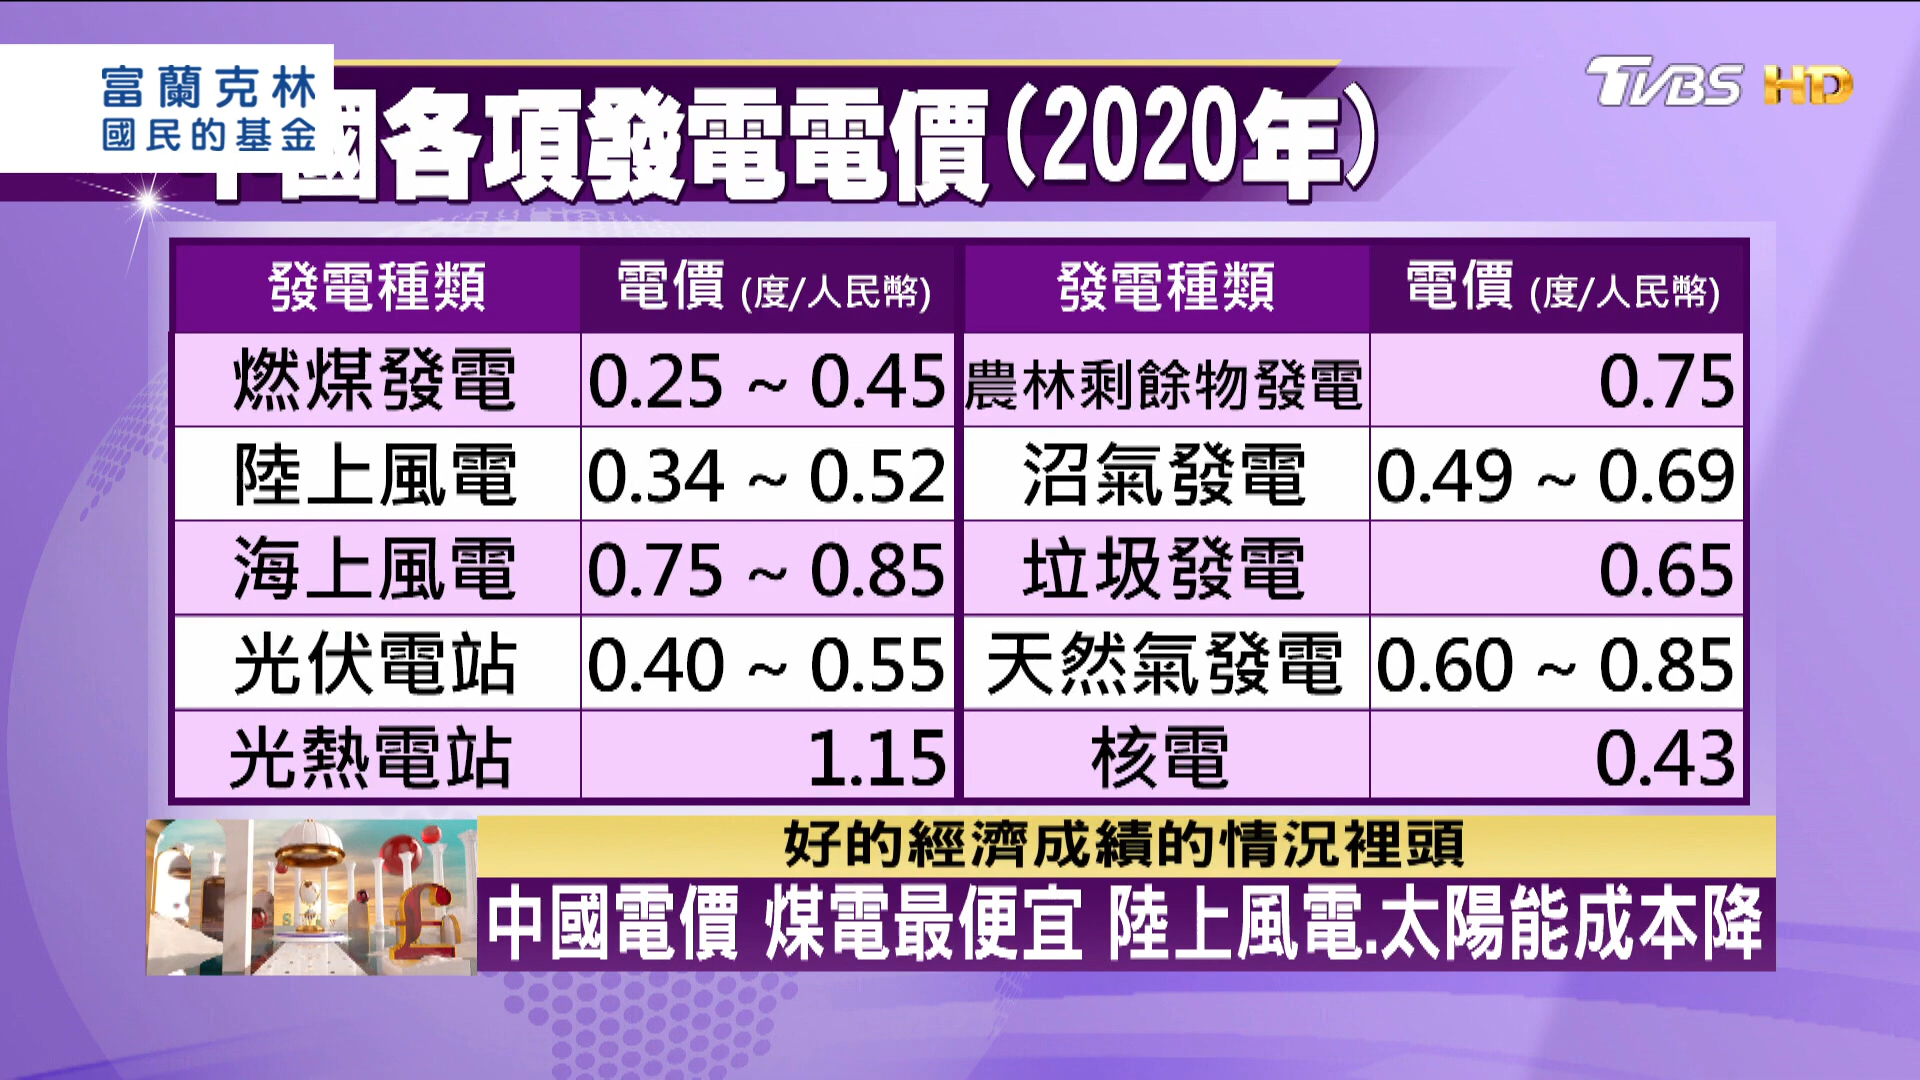 富蘭克林
國民的基金
中國各項發電電價(2020年)
TVBS HD
發電種類 電價 (度/人民幣) 發電種類 電價 (度/人民幣)
燃煤發電 0.25 ~ 0.45 農林剩餘物發電 0.75
陸上風電 0.34 ~ 0.52 沼氣發電 0.49 ~ 0.69
海上風電 0.75 ~ 0.85 垃圾發電 0.65
光伏電站 0.40 ~ 0.55 天然氣發電 0.60 ~ 0.85
光熱電站 1.15 核電 0.43
好的經濟成績的情況裡頭
中國電價 煤電最便宜 陸上風電.太陽能成本降